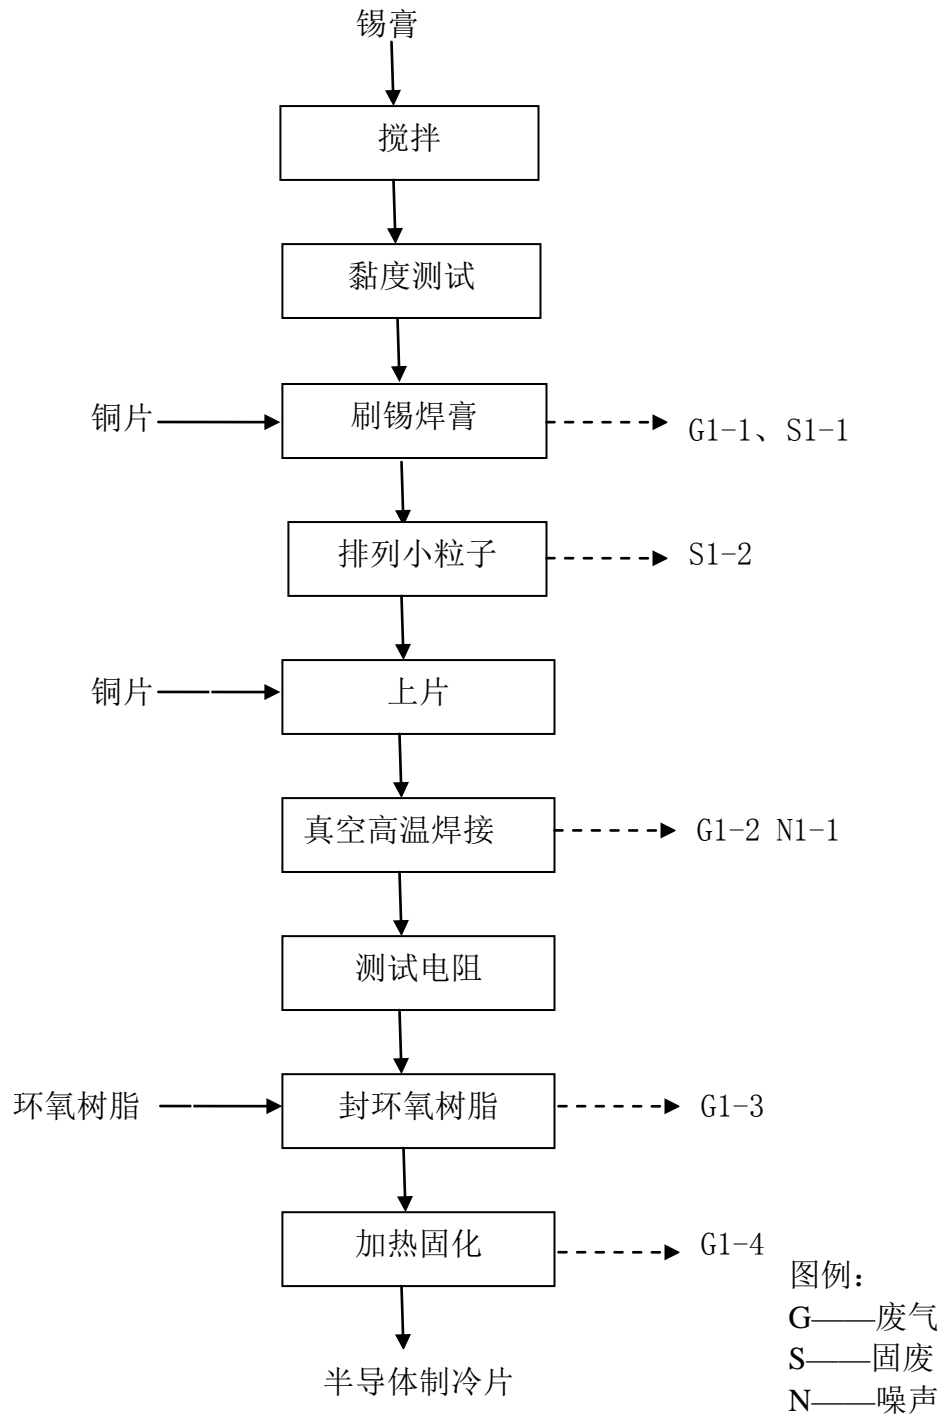 锡膏
搅拌
黏度测试
铜片
刷锡焊膏
G1-1、S1-1
排列小粒子
S1-2
铜片
上片
真空高温焊接
G1-2 N1-1
测试电阻
环氧树脂
封环氧树脂
G1-3
加热固化
G1-4
半导体制冷片
图例：
G——废气
S——固废
N——噪声